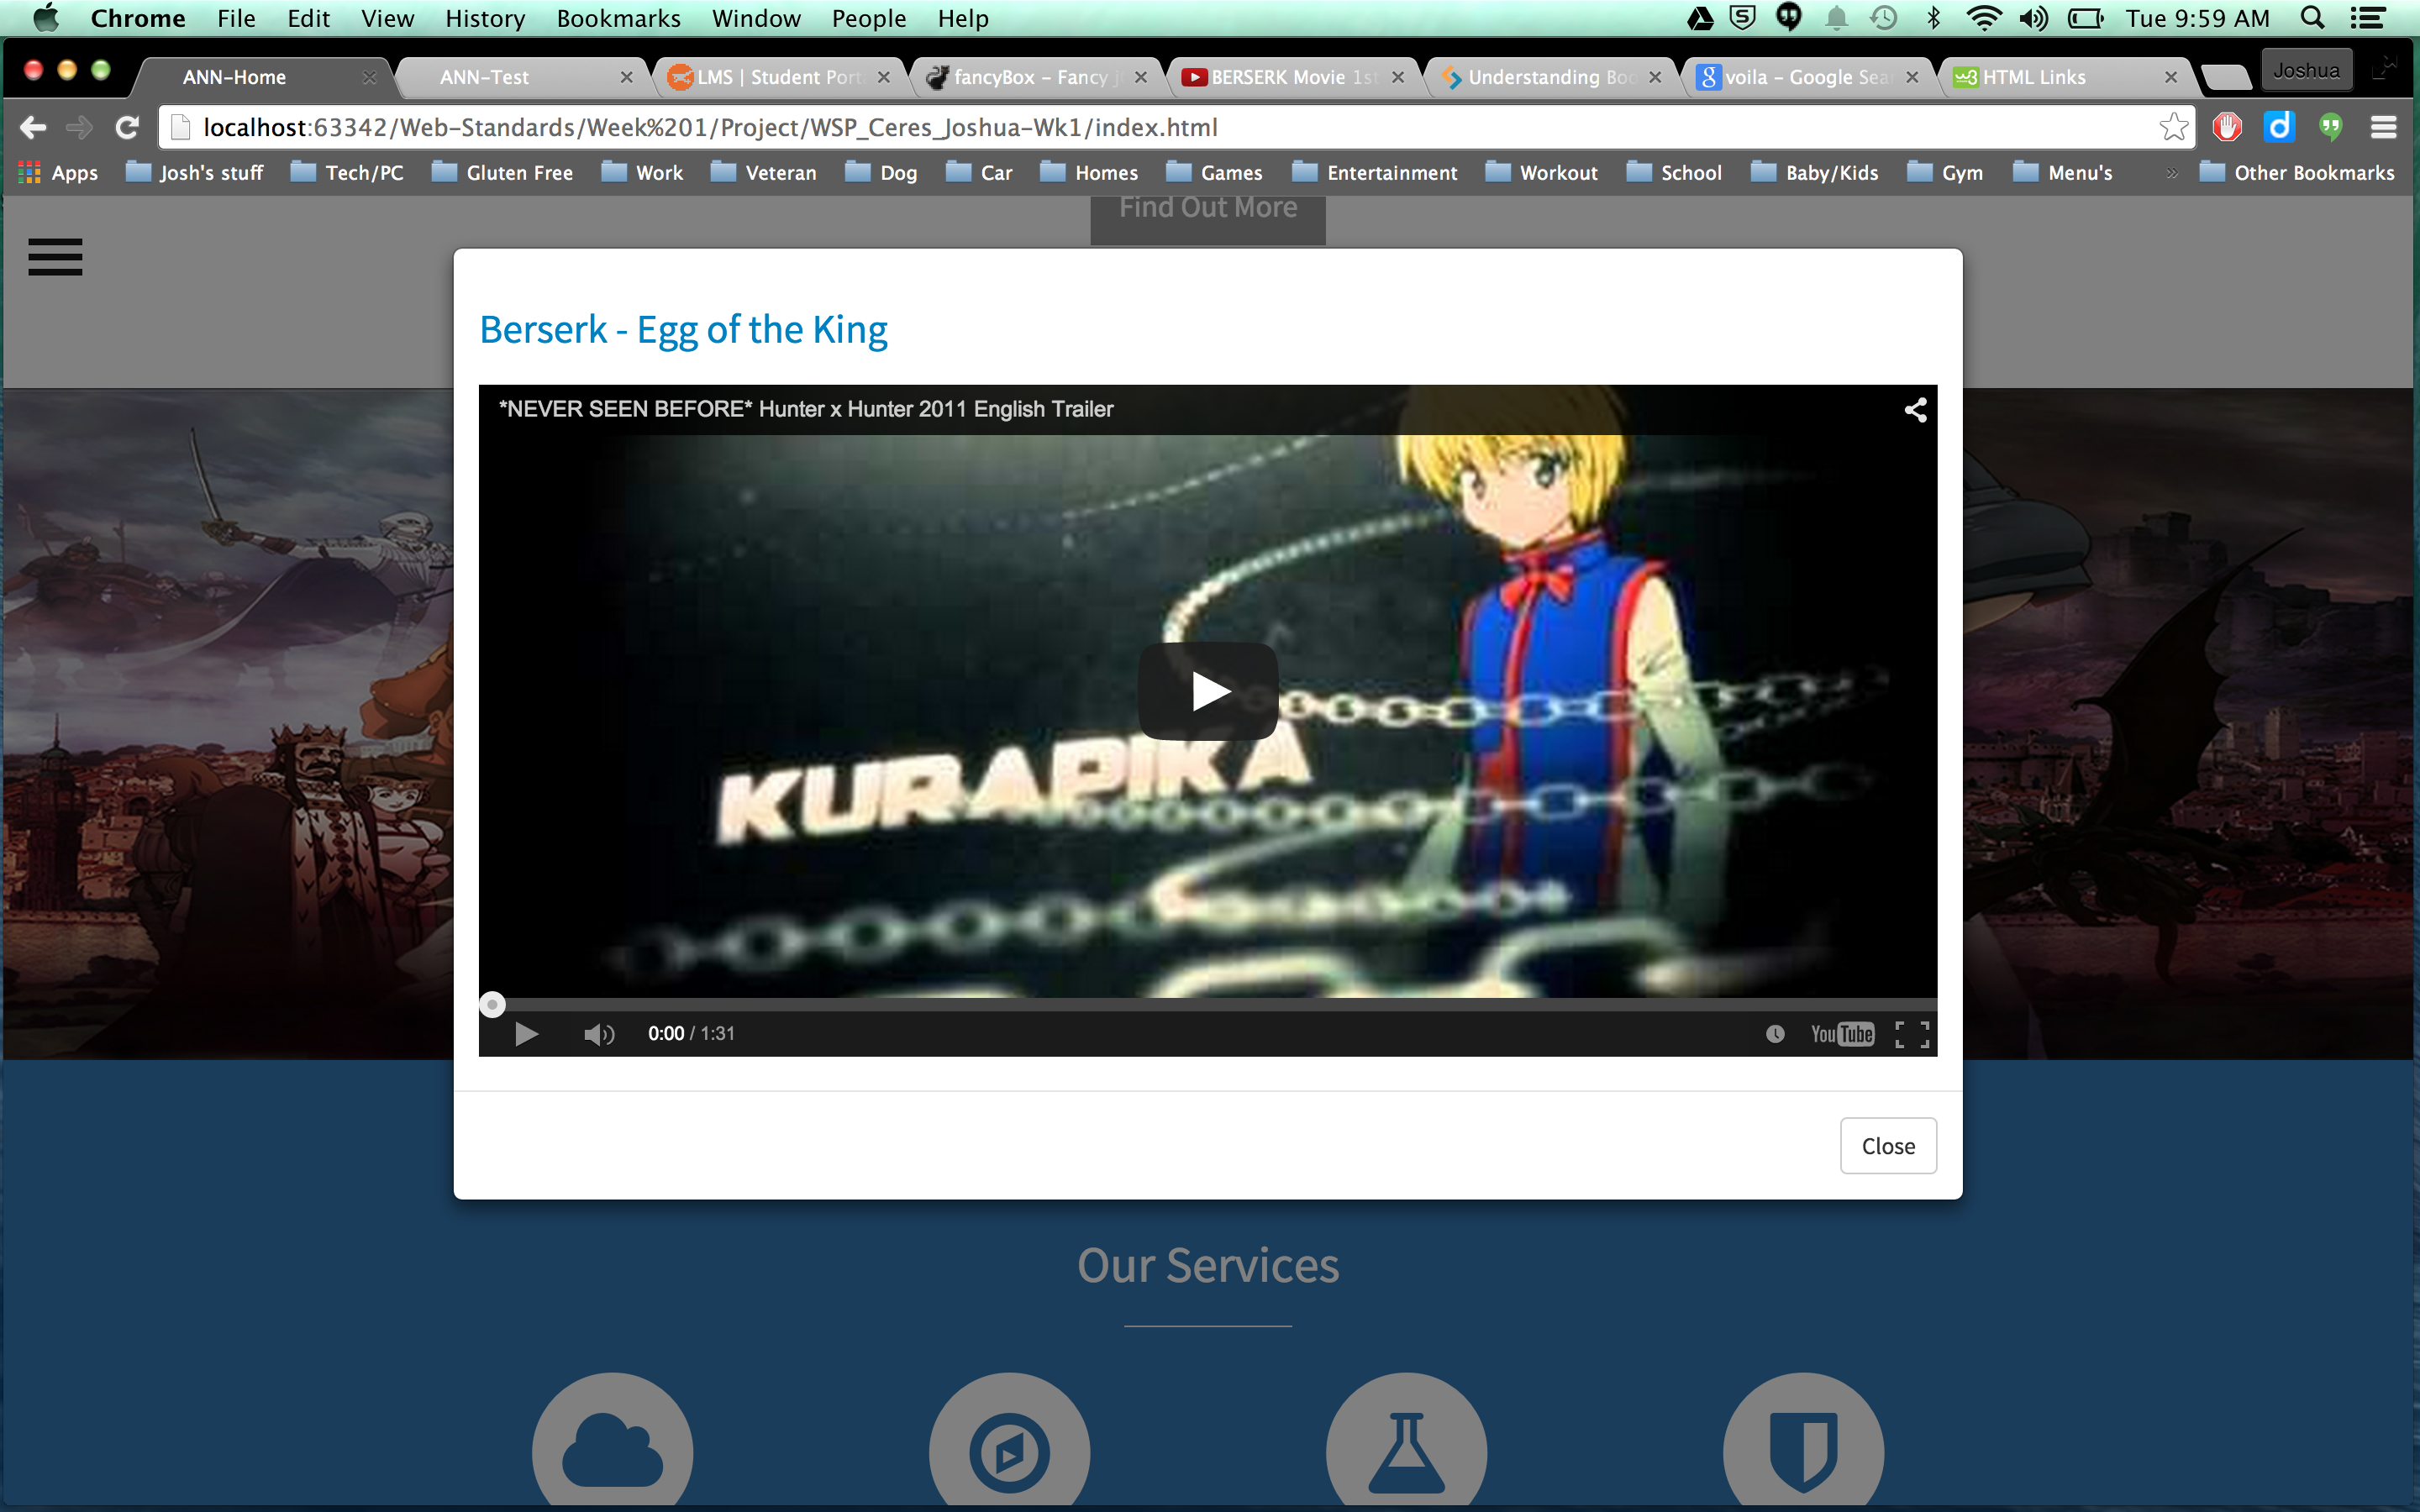 Chrome File Edit View History Bookmarks Window People Help Tue 9:59 AM
ANN-Home ANN-Test LMS | Student Port fancyBox - Fancy j BERSERK Movie 1st Understanding Boo voila - Google Sear HTML Links Joshua
localhost:63342/Web-Standards/Week%201/Project/WSP_Ceres_Joshua-Wk1/index.html
Apps Josh's stuff Tech/PC Gluten Free Work Veteran Dog Car Homes Games Entertainment Workout School Baby/Kids Gym Menu's » Other Bookmarks
Find Out More
Berserk - Egg of the King
*NEVER SEEN BEFORE* Hunter x Hunter 2011 English Trailer
KURAPIKA
0:00 / 1:31 YouTube
Close
Our Services